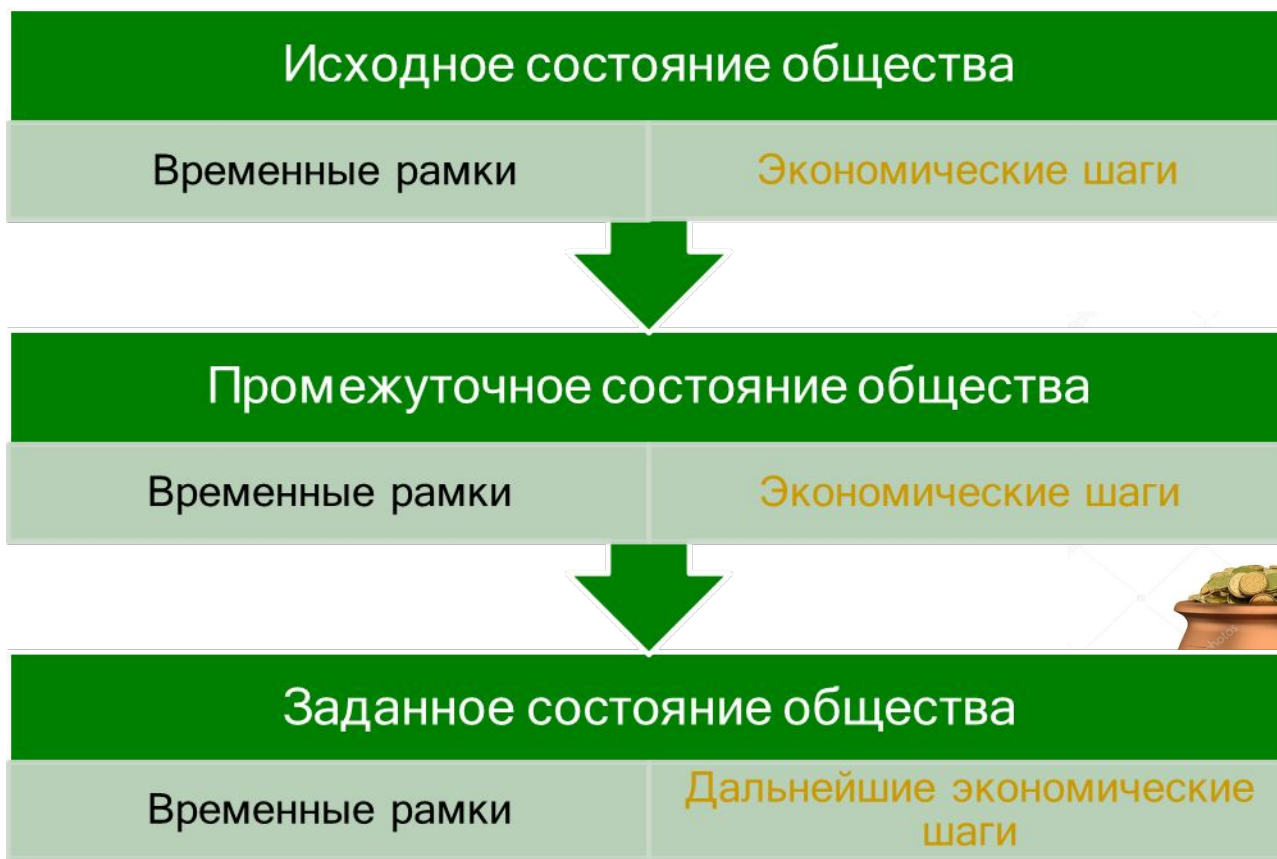 Исходное состояние общества
Временные рамки
Экономические шаги
Промежуточное состояние общества
Временные рамки
Экономические шаги
Заданное состояние общества
Временные рамки
Дальнейшие экономические
шаги